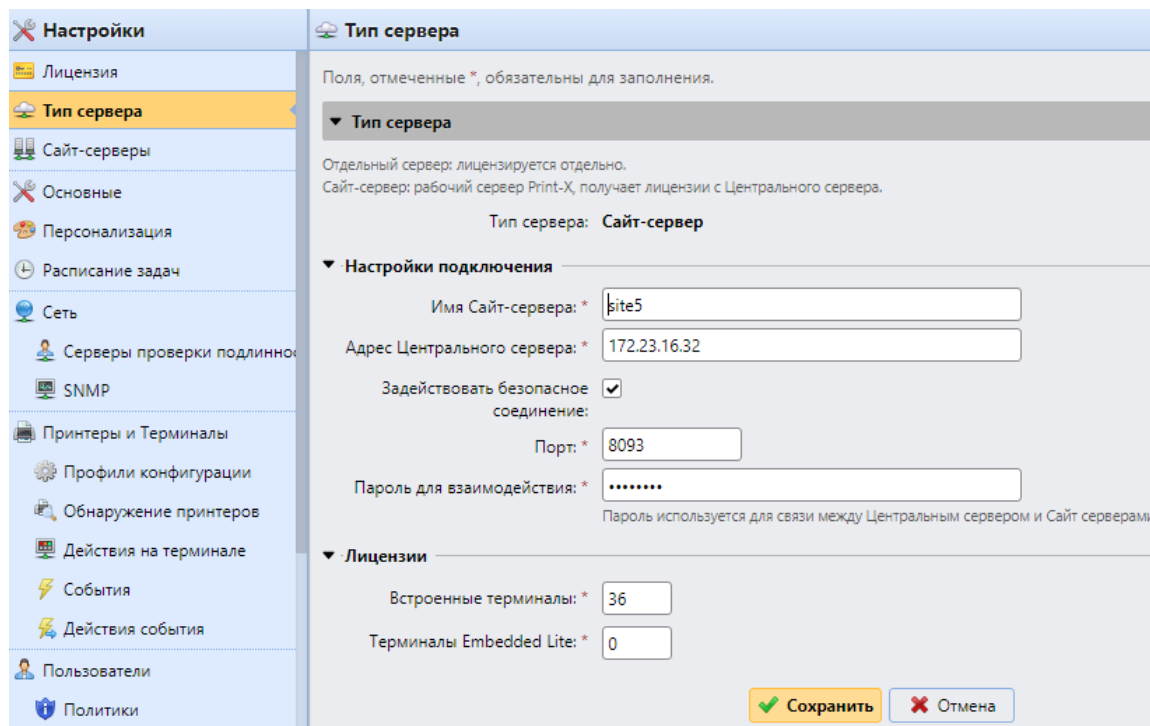 Настройки
Лицензия
Тип сервера
Сайт-серверы
Основные
Персонализация
Расписание задач
Сеть
Серверы проверки подлиннос
SNMP
Принтеры и Терминалы
Профили конфигурации
Обнаружение принтеров
Действия на терминале
События
Действия события
Пользователи
Политики
Тип сервера
Поля, отмеченные *, обязательны для заполнения.
Тип сервера
Отдельный сервер: лицензируется отдельно.
Сайт-сервер: рабочий сервер Print-X, получает лицензии с Центрального сервера.
Тип сервера: Сайт-сервер
Настройки подключения
Имя Сайт-сервера: * site5
Адрес Центрального сервера: * 172.23.16.32
Задействовать безопасное
соединение:
Порт: * 8093
Пароль для взаимодействия: * ••••••••
Пароль используется для связи между Центральным сервером и Сайт серверами
Лицензии
Встроенные терминалы: * 36
Терминалы Embedded Lite: * 0
Сохранить Отмена